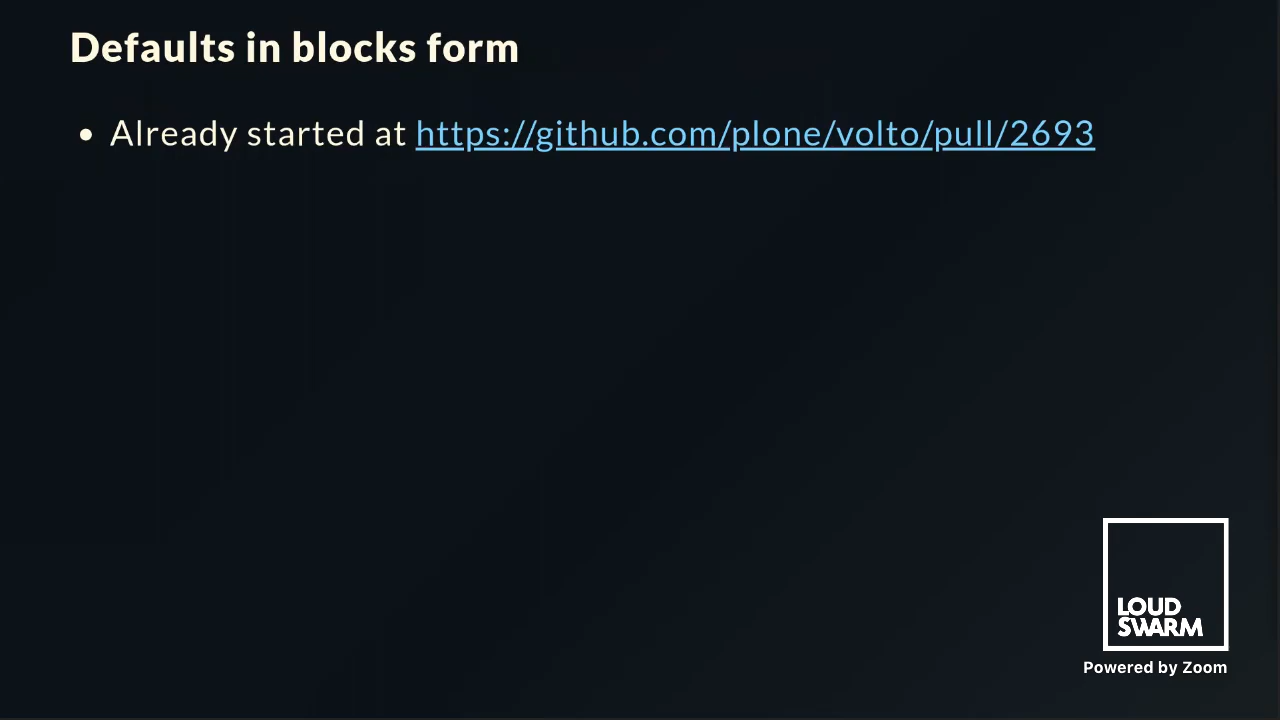 Defaults in blocks form
• Already started at https://github.com/plone/volto/pull/2693
LOUD
SWARM
Powered by Zoom